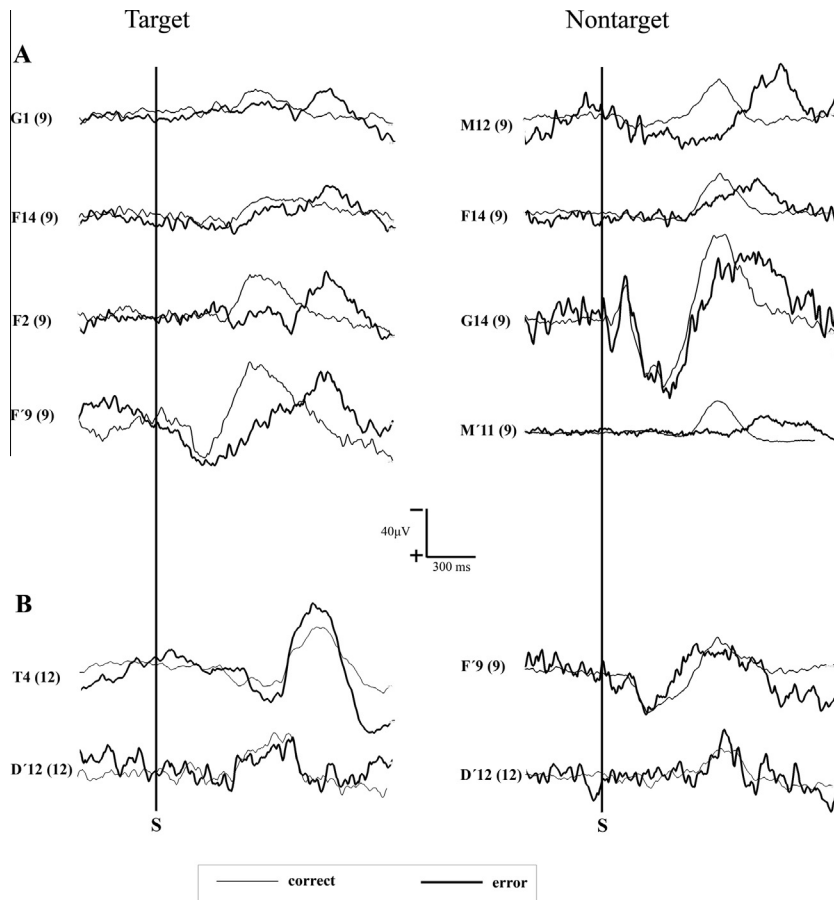 Target Nontarget
A
G1 (9) M12 (9)
F14 (9) F14 (9)
F2 (9) G14 (9)
F´9 (9) M´11 (9)
−
40μV
+
300 ms
B
T4 (12) F´9 (9)
D´12 (12) D´12 (12)
S S
correct error